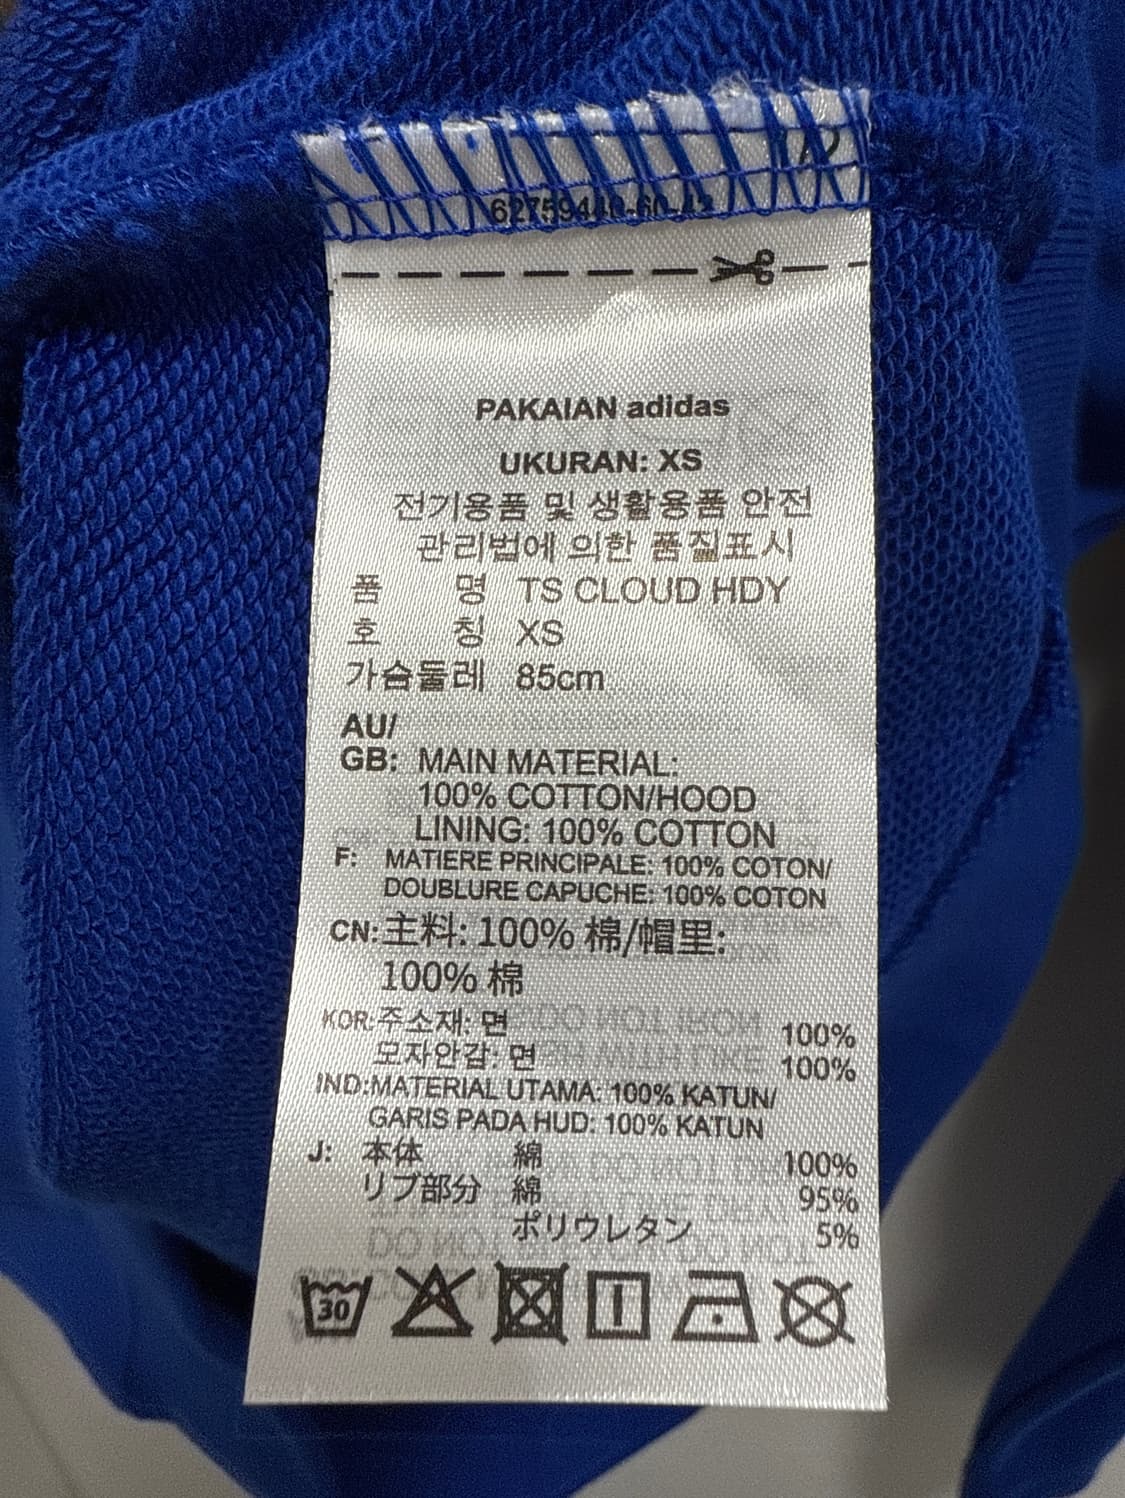 PAKAIAN adidas
UKURAN: XS
전기용품 및 생활용품 안전
관리법에 의한 품질표시
품 명 TS CLOUD HDY
호 칭 XS
가슴둘레 85cm
AU/
GB: MAIN MATERIAL:
100% COTTON/HOOD
LINING: 100% COTTON
F: MATIERE PRINCIPALE: 100% COTON/
DOUBLURE CAPUCHE: 100% COTON
CN: 主料: 100% 棉/帽里:
100% 棉
KOR: 주소재: 면 100%
모자안감: 면 100%
IND: MATERIAL UTAMA: 100% KATUN/
GARIS PADA HUD: 100% KATUN
J: 本体 綿 100%
リブ部分 綿 95%
ポリウレタン 5%
30